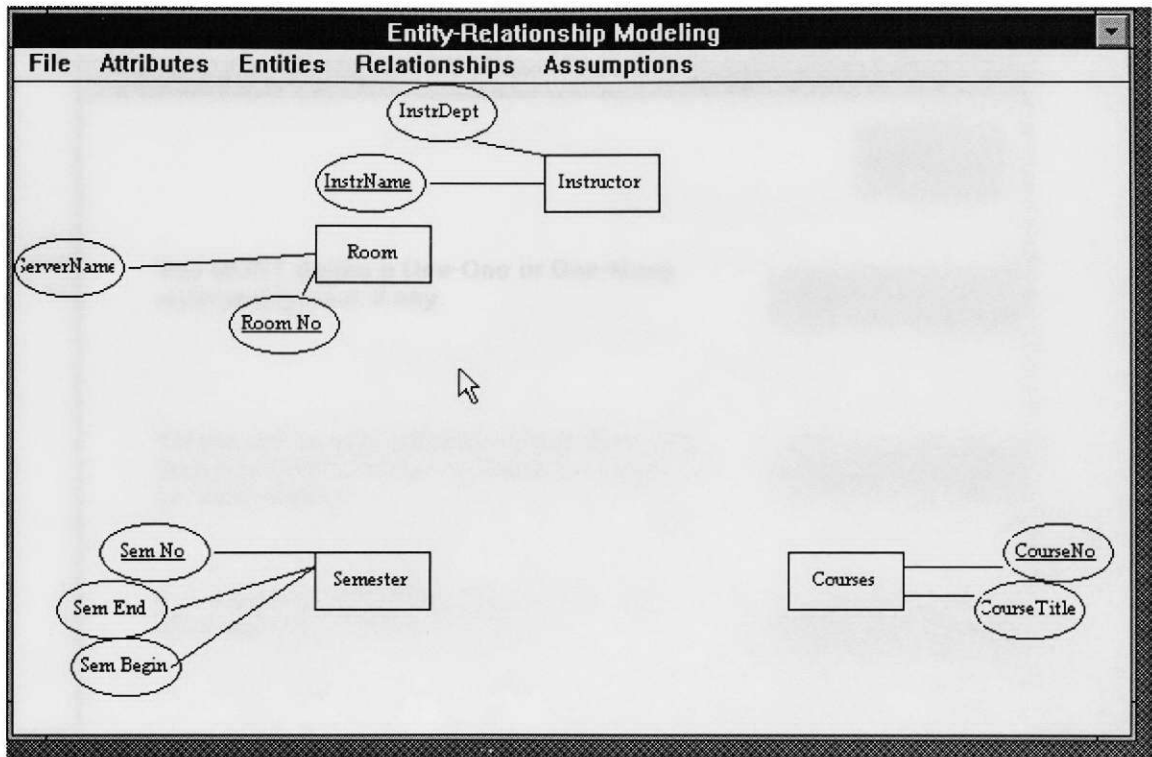 Entity-Relationship Modeling
File Attributes Entities Relationships Assumptions
InstrDept
InstrName
Instructor
Room
ServerName
Room No
Sem No
Semester
Sem End
Sem Begin
Courses
CourseNo
CourseTitle